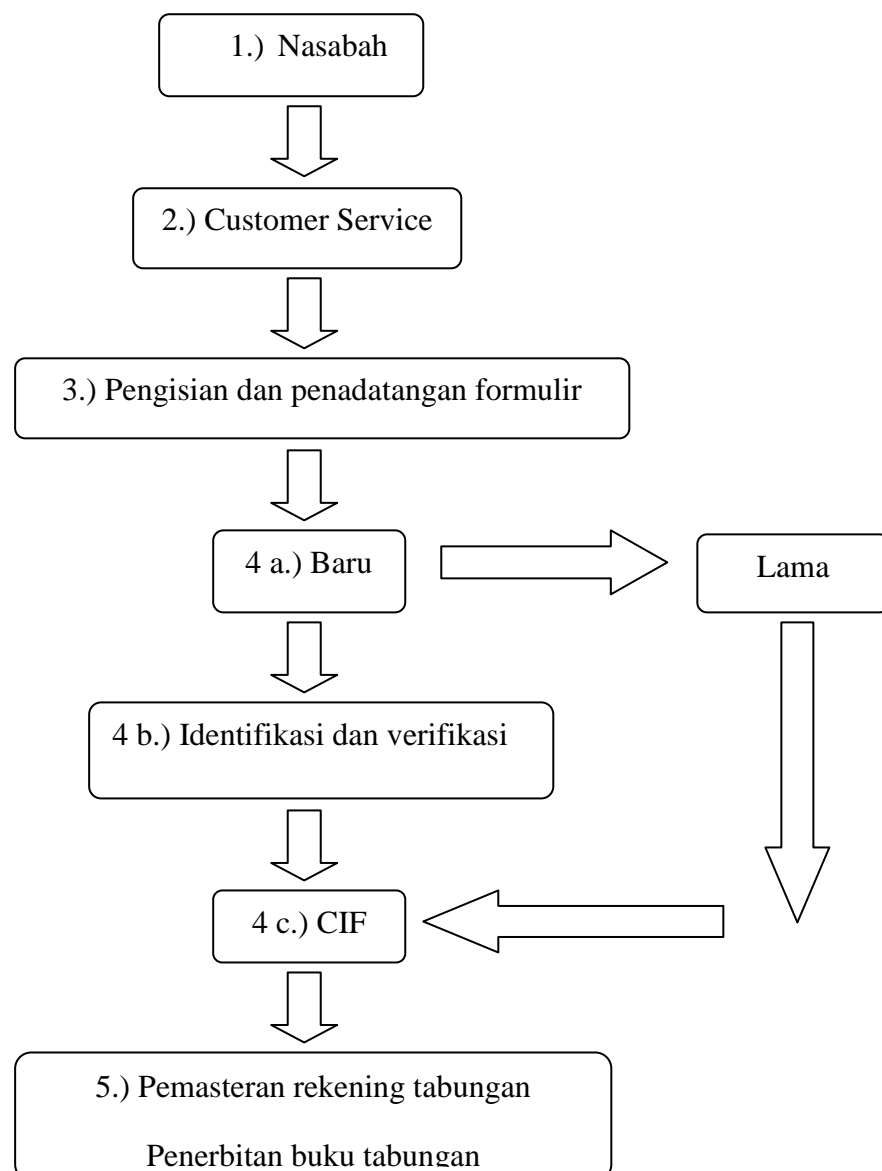 1.) Nasabah
2.) Customer Service
3.) Pengisian dan penadatangan formulir
4 a.) Baru
Lama
4 b.) Identifikasi dan verifikasi
4 c.) CIF
5.) Pemasteran rekening tabungan
Penerbitan buku tabungan